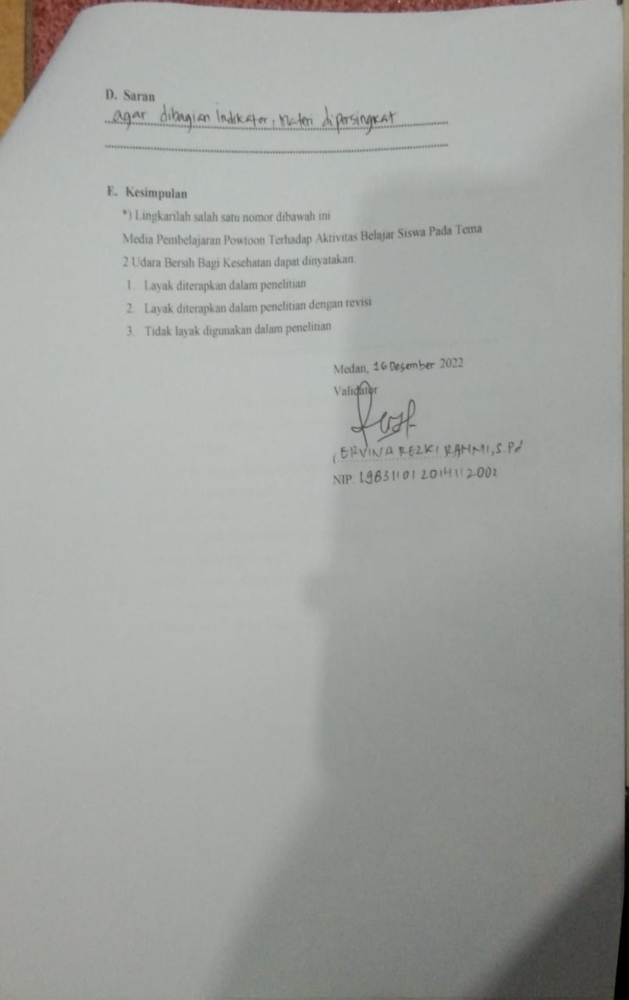 D. Saran
agar dibagian Indikator, Materi dipersingkat
E. Kesimpulan
*) Lingkarilah salah satu nomor dibawah ini
Media Pembelajaran Powtoon Terhadap Aktivitas Belajar Siswa Pada Tema
2 Udara Bersih Bagi Kesehatan dapat dinyatakan:
1. Layak diterapkan dalam penelitian
2. Layak diterapkan dalam penelitian dengan revisi
3. Tidak layak digunakan dalam penelitian
Medan, 16 Desember 2022
Validator
(ERVINA REZKI RAHMI, S.Pd
NIP. 198311012014112002